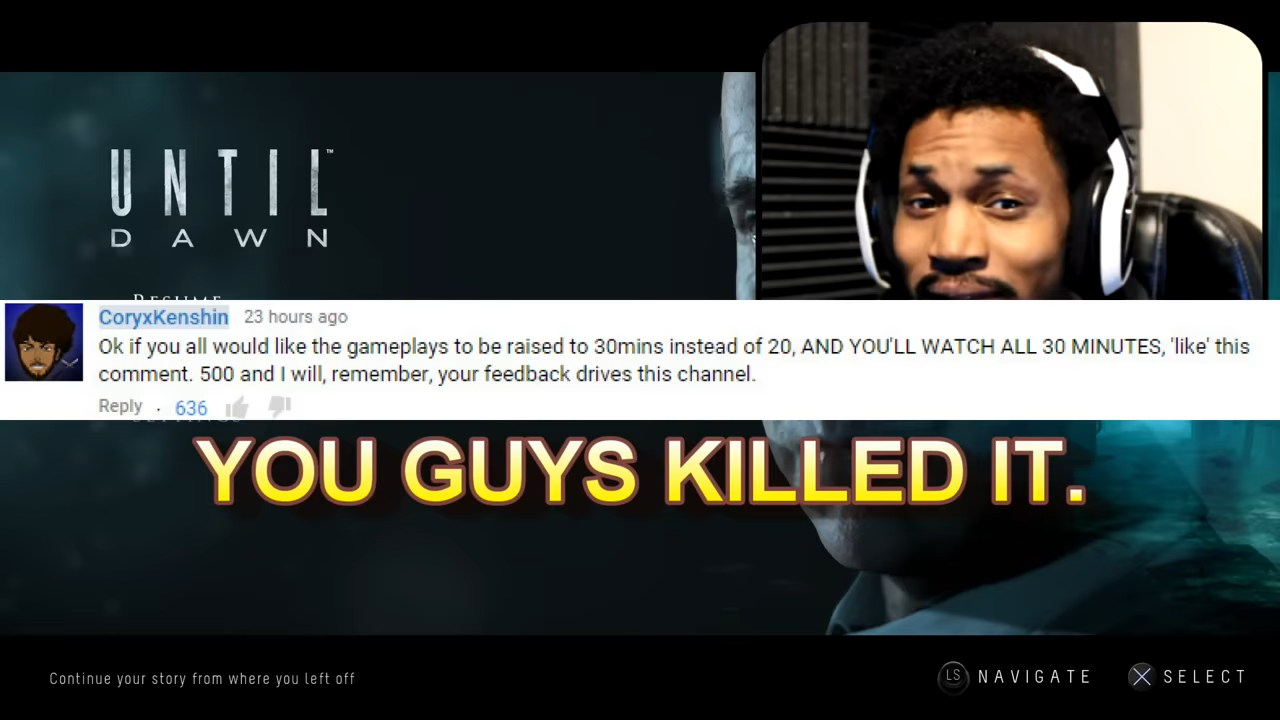 UNTIL™
DAWN
RESUME
CoryxKenshin 23 hours ago
Ok if you all would like the gameplays to be raised to 30mins instead of 20, AND YOU'LL WATCH ALL 30 MINUTES, 'like' this
comment. 500 and I will, remember, your feedback drives this channel.
Reply · 636
YOU GUYS KILLED IT.
Continue your story from where you left off
LS NAVIGATE SELECT